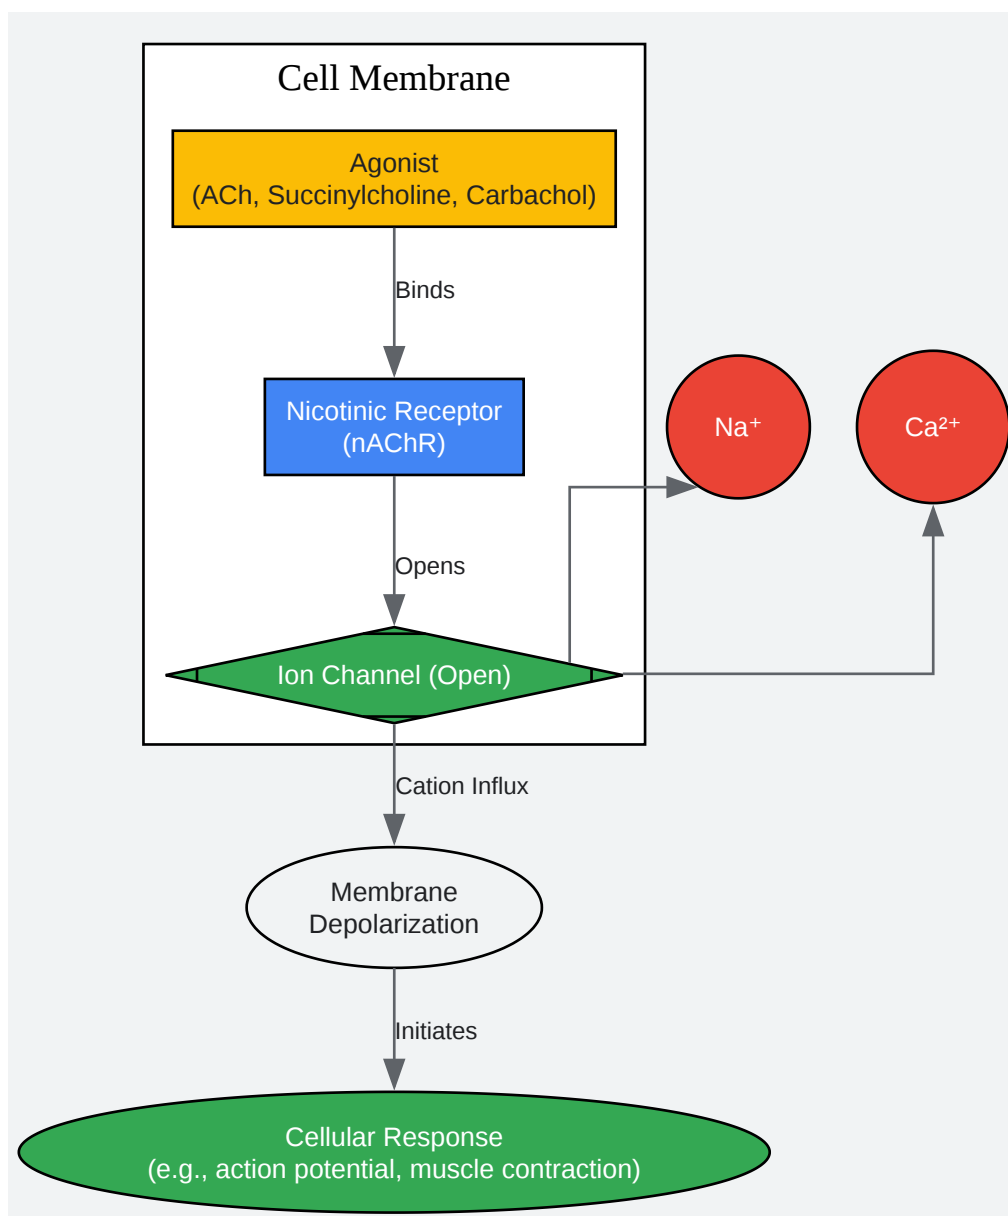 Cell Membrane
Agonist
(ACh, Succinylcholine, Carbachol)
Binds
Nicotinic Receptor
(nAChR)
Na⁺
Ca²⁺
Opens
Ion Channel (Open)
Cation Influx
Membrane
Depolarization
Initiates
Cellular Response
(e.g., action potential, muscle contraction)